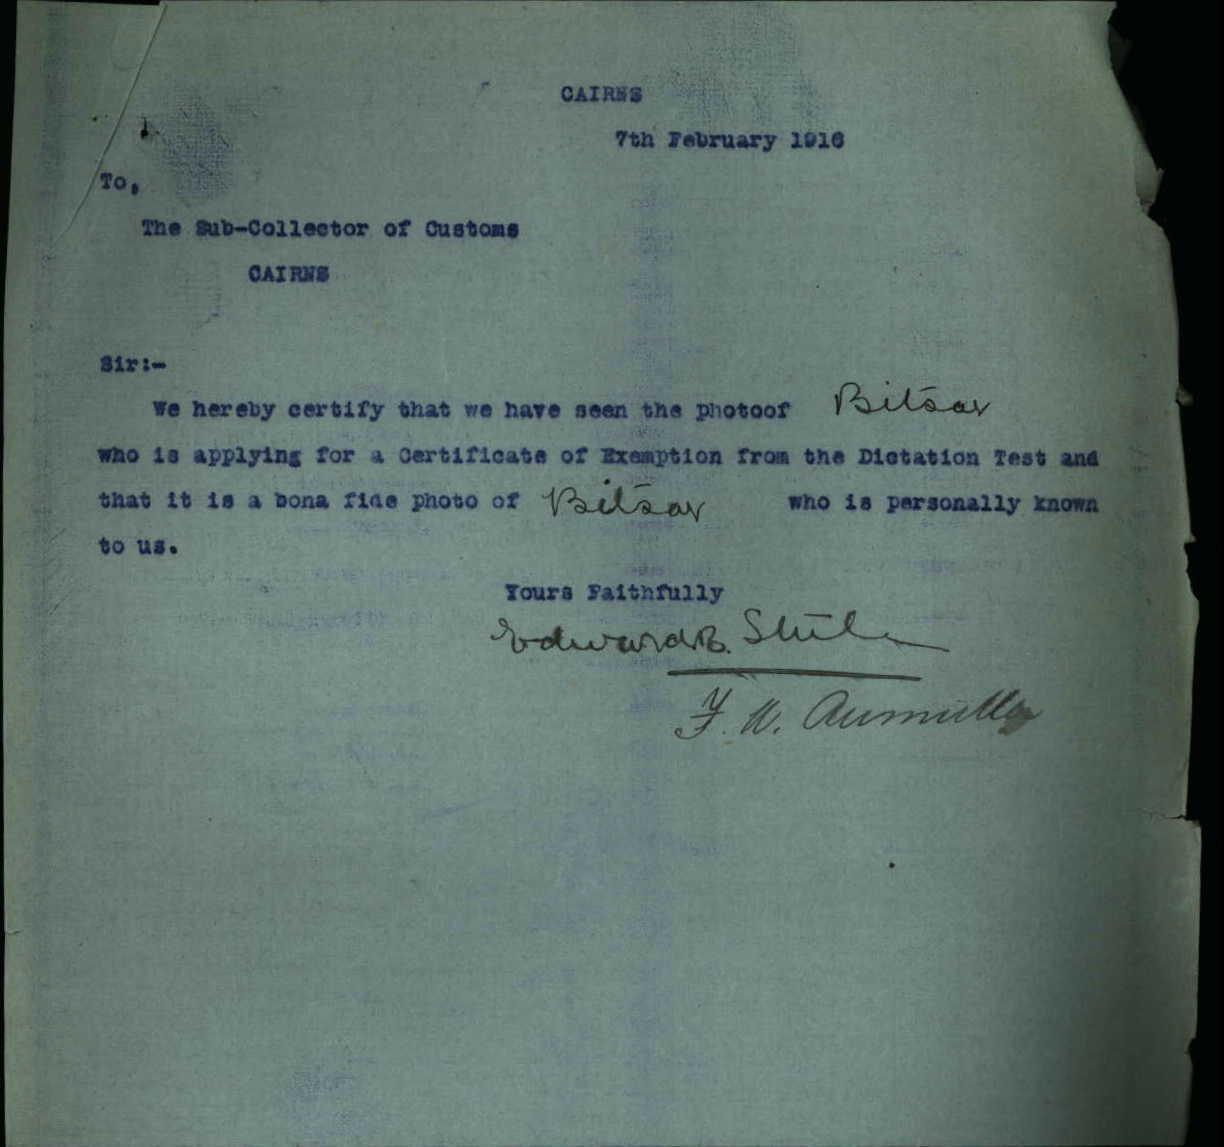 CAIRNS
7th February 1916
To,
The Sub-Collector of Customs
CAIRNS
Sir:-
We hereby certify that we have seen the photoof Bitsar
who is applying for a Certificate of Exemption from the Dictation Test and
that it is a bona fide photo of Bitsar who is personally known
to us.
Yours Faithfully
Edward B.
F. W. Aumuller